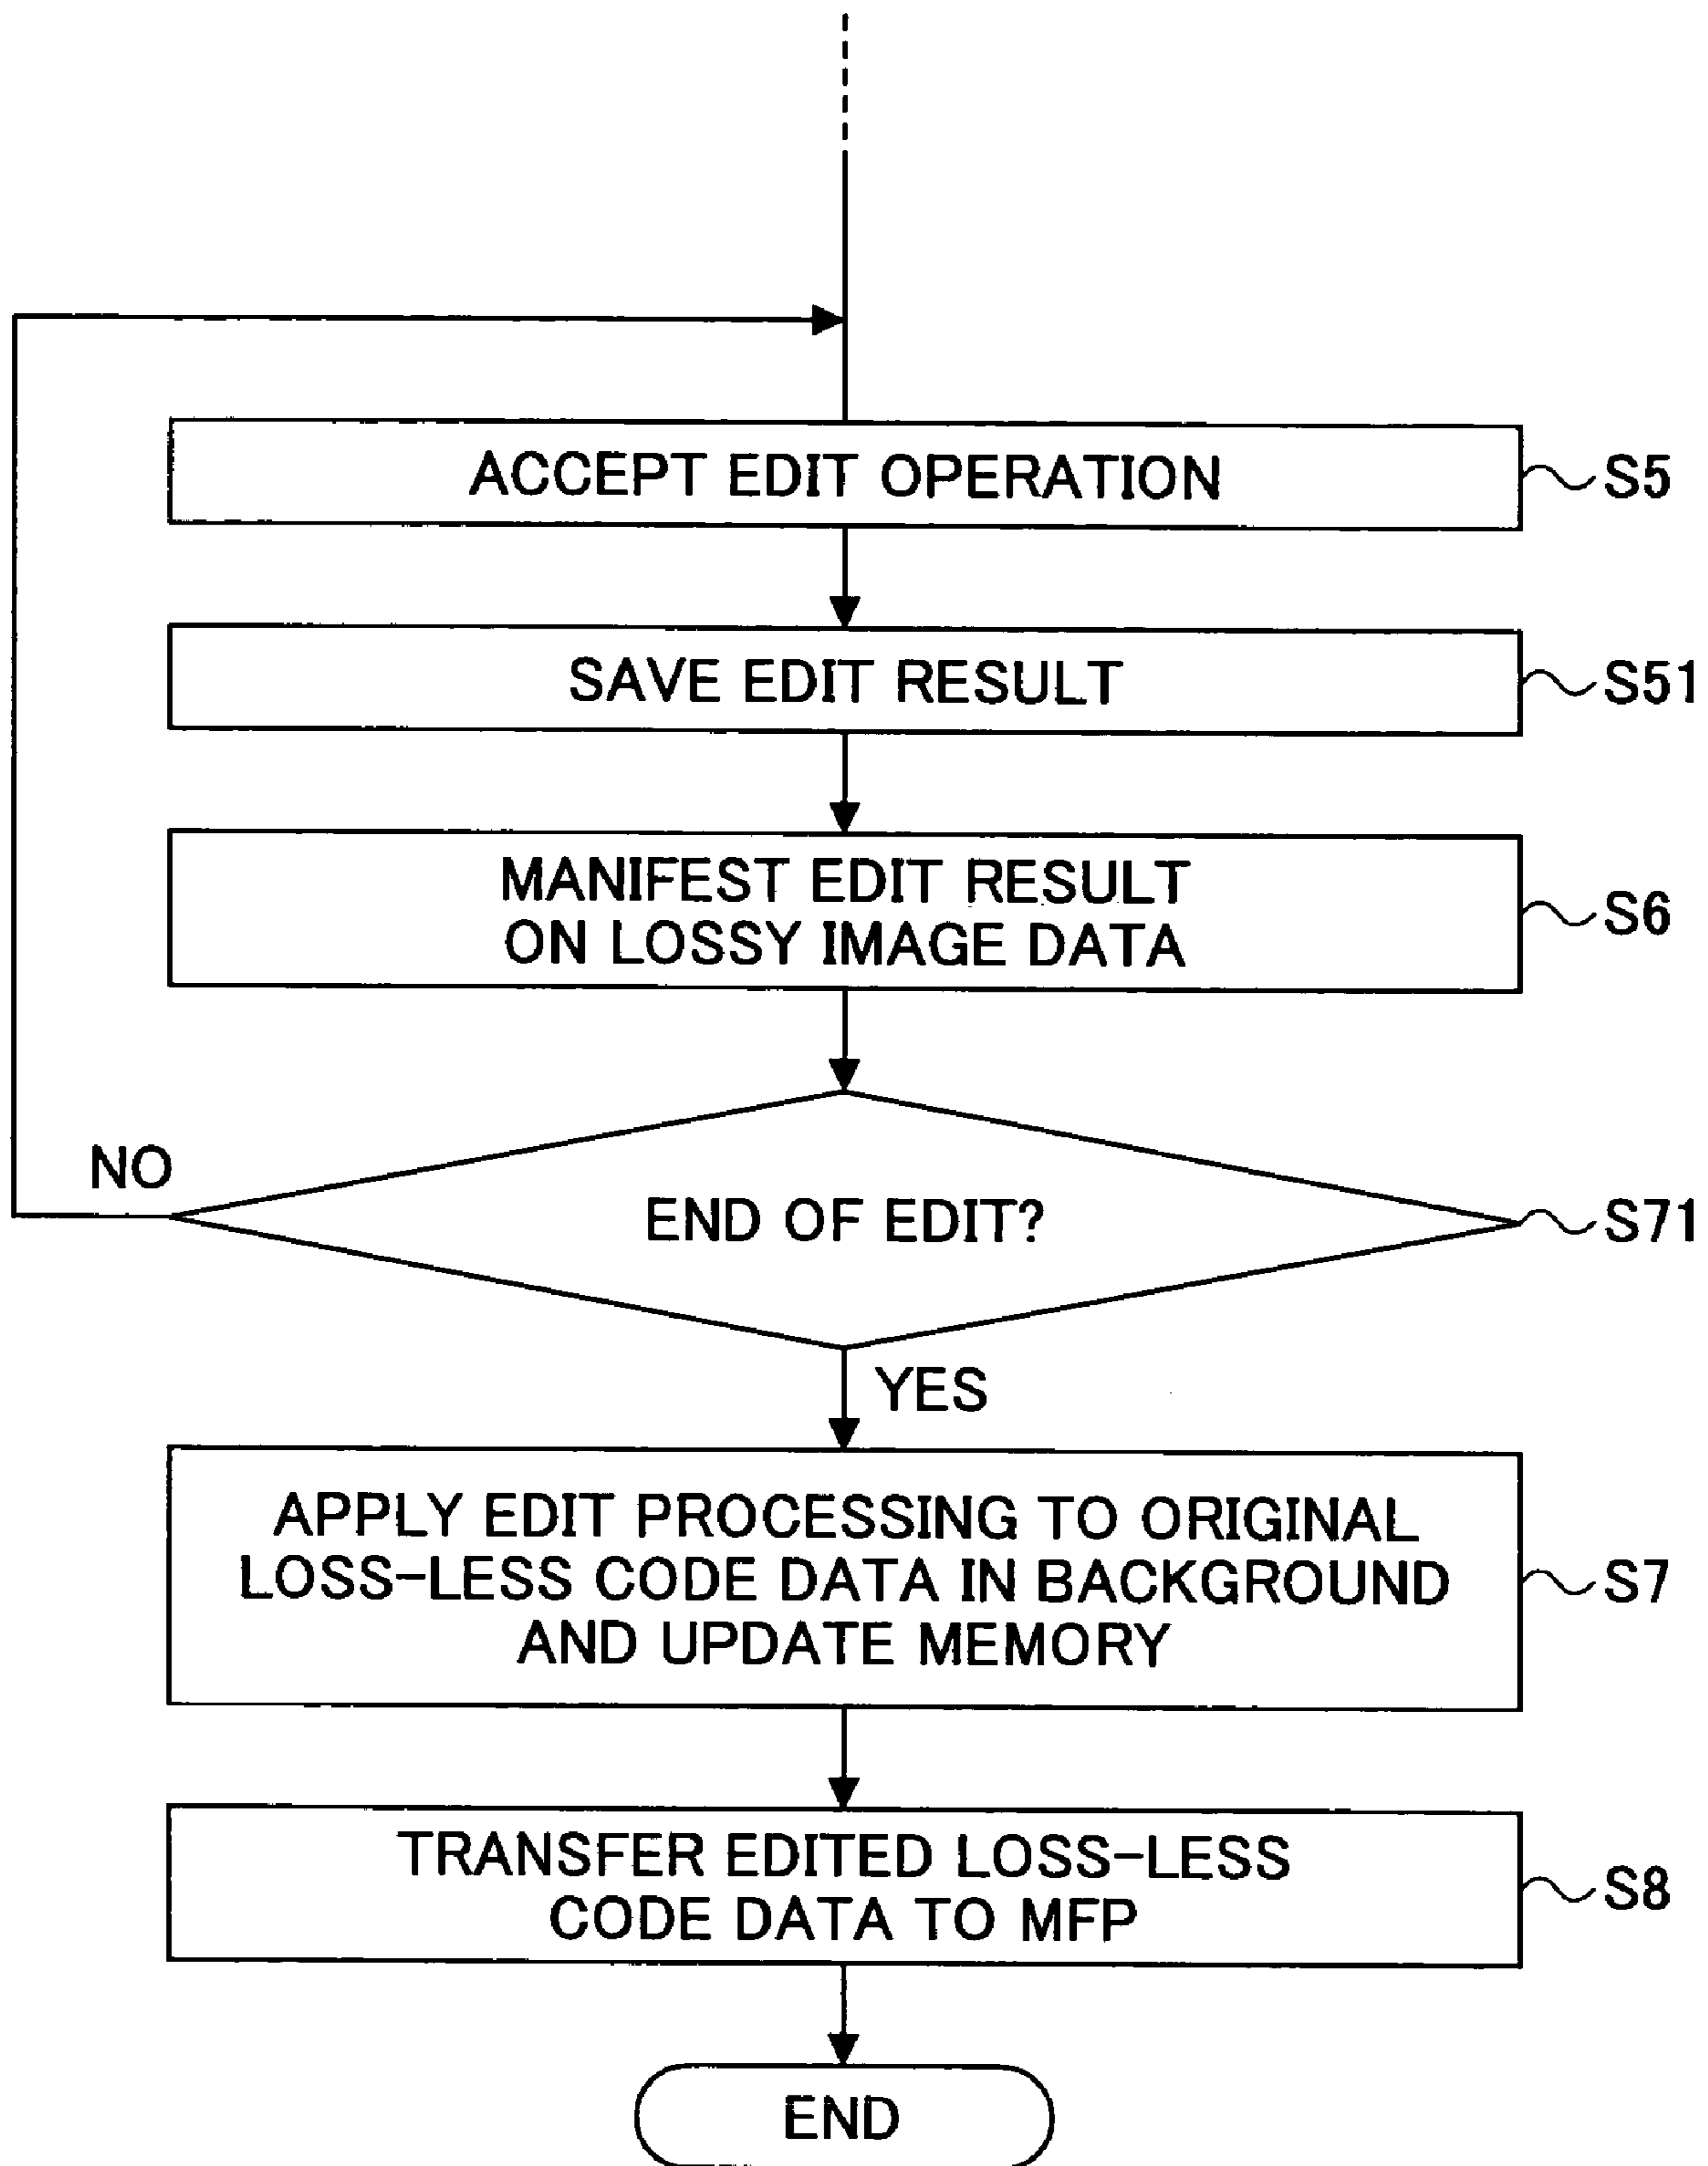 ACCEPT EDIT OPERATION
S5
SAVE EDIT RESULT
S51
MANIFEST EDIT RESULT
ON LOSSY IMAGE DATA
S6
NO
END OF EDIT?
S71
YES
APPLY EDIT PROCESSING TO ORIGINAL
LOSS-LESS CODE DATA IN BACKGROUND
AND UPDATE MEMORY
S7
TRANSFER EDITED LOSS-LESS
CODE DATA TO MFP
S8
END